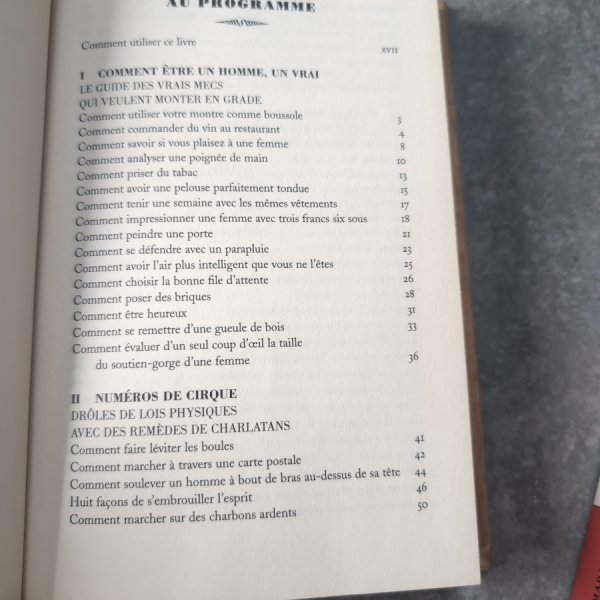 AU PROGRAMME
Comment utiliser ce livre XVII
I COMMENT ÊTRE UN HOMME, UN VRAI
LE GUIDE DES VRAIS MECS
QUI VEULENT MONTER EN GRADE
Comment utiliser votre montre comme boussole 3
Comment commander du vin au restaurant 4
Comment savoir si vous plaisez à une femme 8
Comment analyser une poignée de main 10
Comment priser du tabac 13
Comment avoir une pelouse parfaitement tondue 15
Comment tenir une semaine avec les mêmes vêtements 17
Comment impressionner une femme avec trois francs six sous 18
Comment peindre une porte 21
Comment se défendre avec un parapluie 23
Comment avoir l'air plus intelligent que vous ne l'êtes 25
Comment choisir la bonne file d'attente 26
Comment poser des briques 28
Comment être heureux 31
Comment se remettre d'une gueule de bois 33
Comment évaluer d'un seul coup d'œil la taille
du soutien-gorge d'une femme 36
II NUMÉROS DE CIRQUE
DRÔLES DE LOIS PHYSIQUES
AVEC DES REMÈDES DE CHARLATANS
Comment faire léviter les boules 41
Comment marcher à travers une carte postale 42
Comment soulever un homme à bout de bras au-dessus de sa tête 44
Huit façons de s'embrouiller l'esprit 46
Comment marcher sur des charbons ardents 50